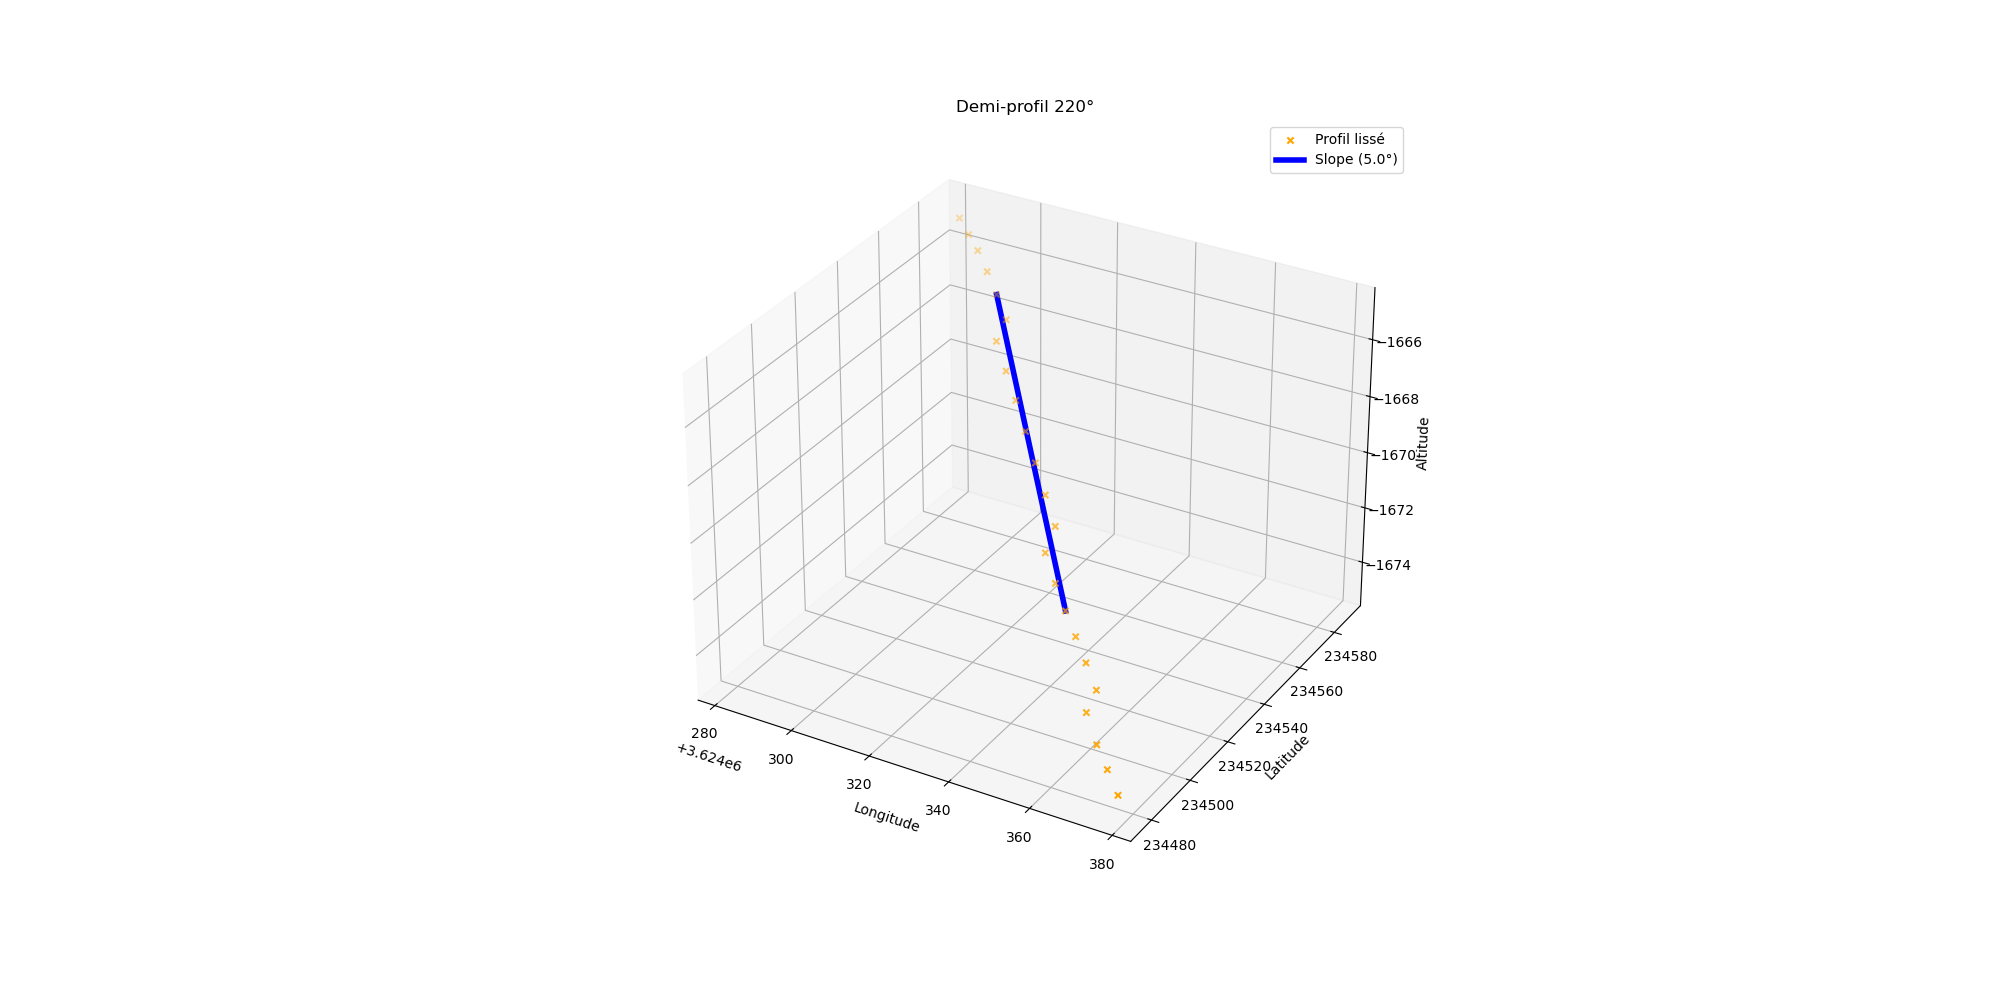 Demi-profil 220°
Profil lissé
Slope (5.0°)
−1666
−1668
−1670
−1672
−1674
Altitude
234580
234560
234540
234520
234500
234480
Latitude
280
300
320
340
360
380
+3.624e6
Longitude